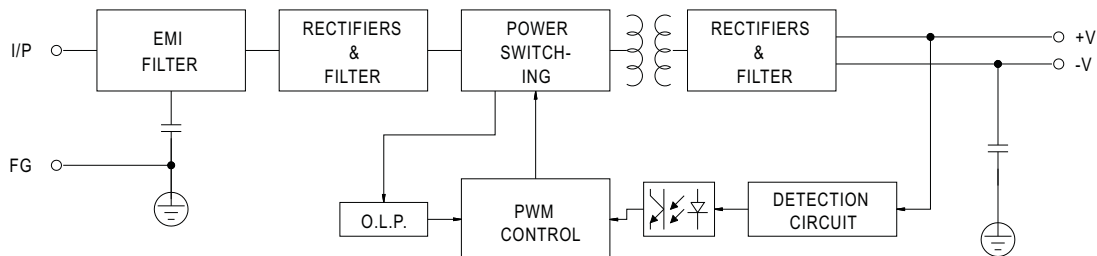 I/P
EMI
FILTER
RECTIFIERS
&
FILTER
POWER
SWITCH-
ING
RECTIFIERS
&
FILTER
+V
-V
FG
O.L.P.
PWM
CONTROL
DETECTION
CIRCUIT